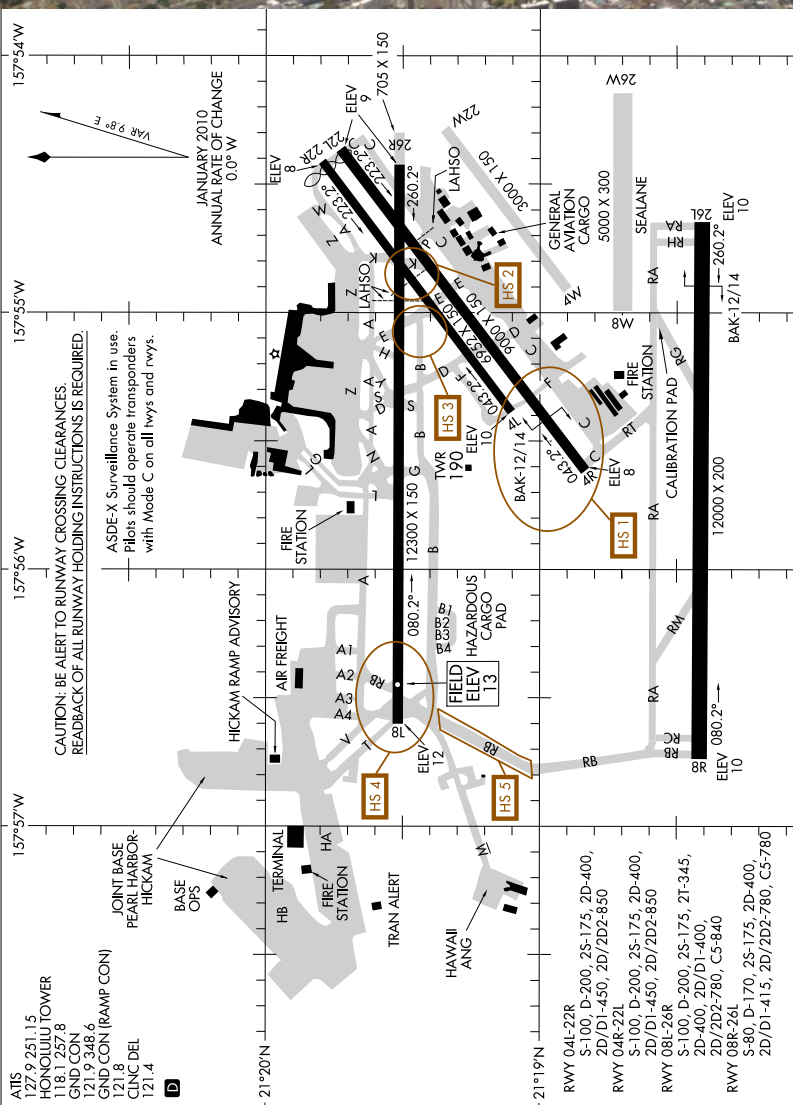 ATIS
127.9 251.15
HONOLULU TOWER
118.1 257.8
GND CON
121.9 348.6
GND CON (RAMP CON)
121.8
CLNC DEL
121.4
D
CAUTION: BE ALERT TO RUNWAY CROSSING CLEARANCES.
READBACK OF ALL RUNWAY HOLDING INSTRUCTIONS IS REQUIRED.
ASDE-X Surveillance System in use.
Pilots should operate transponders
with Mode C on all twys and rwys.
JANUARY 2010
ANNUAL RATE OF CHANGE
0.0° W
VAR 9.8° E
157°57'W
157°56'W
157°55'W
157°54'W
21°20'N
21°19'N
JOINT BASE
PEARL HARBOR-
HICKAM
BASE
OPS
HICKAM RAMP ADVISORY
AIR FREIGHT
FIRE
STATION
HB
TERMINAL
HA
FIRE
STATION
TRAN ALERT
HAWAII
ANG
M
V
T
A4
A3
A2
A1
RB
A
L
G
L
N
A
D
S
Y
A
H
E
A
Z
Z
Z
A
W
K
K
LAHSO
LAHSO
P
C
C
8L
ELEV
12
FIELD
ELEV
13
080.2°
12300 X 150
260.2°
26R
705 X 150
ELEV
9
ELEV
8
22L 22R
223.2°
223.2°
B1
B2
B3
B4
HAZARDOUS
CARGO
PAD
B
G
B
S
B
D
F
E
E
D
C
F
C
C
TWR
190
ELEV
10
4L
043.2°
6952 X 150
9000 X 150
043.2°
4R
ELEV
8
BAK-12/14
HS 1
HS 2
HS 3
HS 4
HS 5
RB
RB
RB
RC
RA
RM
RA
RT
RG
RA
RH
RA
FIRE
STATION
CALIBRATION PAD
GENERAL
AVIATION
CARGO
3000 X 150
22W
4W
5000 X 300
SEALANE
8W
26W
8R
ELEV
10
080.2°
12000 X 200
BAK-12/14
260.2°
26L
ELEV
10
RWY 04L-22R
S-100, D-200, 2S-175, 2D-400,
2D/D1-450, 2D/2D2-850
RWY 04R-22L
S-100, D-200, 2S-175, 2D-400,
2D/D1-450, 2D/2D2-850
RWY 08L-26R
S-100, D-200, 2S-175, 2T-345,
2D-400, 2D/D1-400,
2D/2D2-780, C5-840
RWY 08R-26L
S-80, D-170, 2S-175, 2D-400,
2D/D1-415, 2D/2D2-780, C5-780